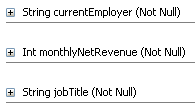 String currentEmployer (Not Null)
Int monthlyNetRevenue (Not Null)
String jobTitle (Not Null)